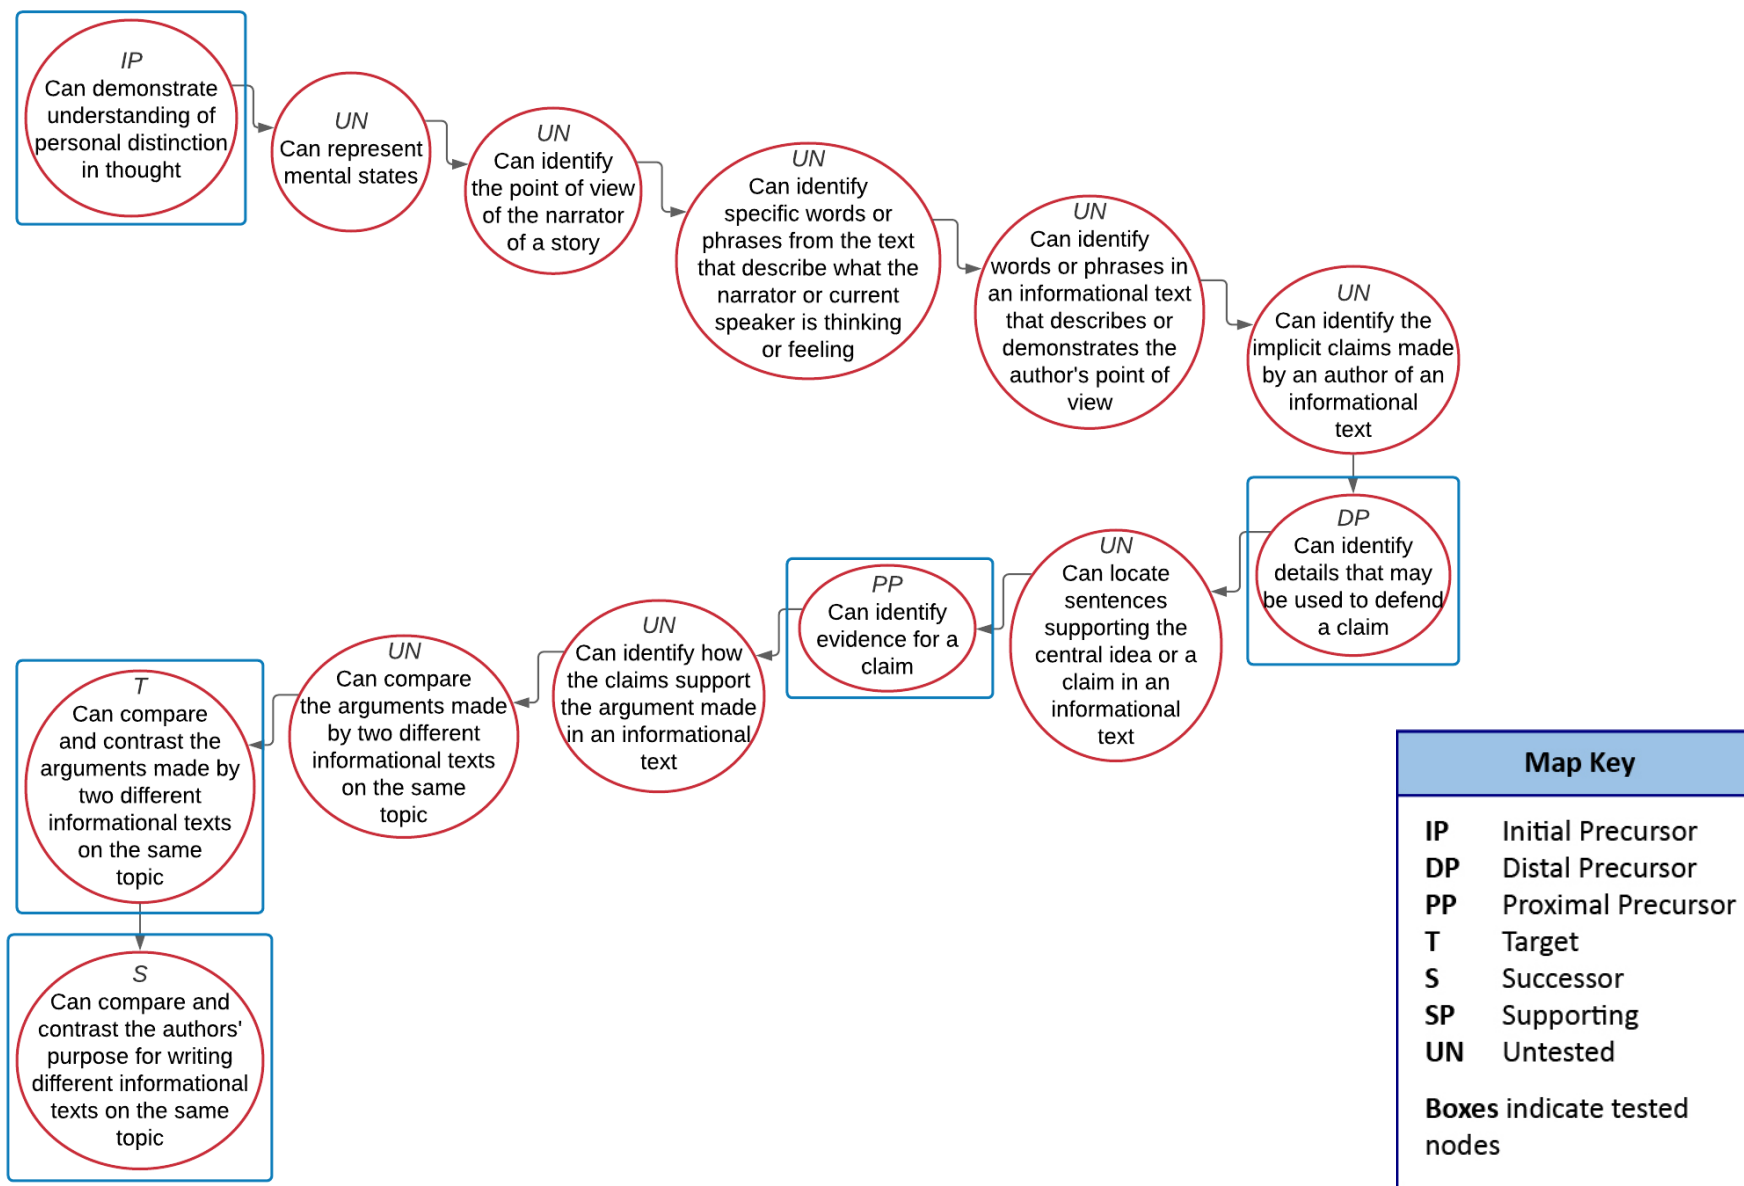 IP
Can demonstrate
understanding of
personal distinction
in thought
UN
Can represent
mental states
UN
Can identify
the point of view
of the narrator
of a story
UN
Can identify
specific words or
phrases from the text
that describe what the
narrator or current
speaker is thinking
or feeling
UN
Can identify
words or phrases in
an informational text
that describes or
demonstrates the
author's point of
view
UN
Can identify the
implicit claims made
by an author of an
informational
text
DP
Can identify
details that may
be used to defend
a claim
UN
Can locate
sentences
supporting the
central idea or a
claim in an
informational
text
PP
Can identify
evidence for a
claim
UN
Can identify how
the claims support
the argument made
in an informational
text
UN
Can compare
the arguments made
by two different
informational texts
on the same
topic
T
Can compare
and contrast the
arguments made by
two different
informational texts
on the same
topic
S
Can compare and
contrast the authors'
purpose for writing
different informational
texts on the same
topic
Map Key
IP Initial Precursor
DP Distal Precursor
PP Proximal Precursor
T Target
S Successor
SP Supporting
UN Untested
Boxes indicate tested
nodes